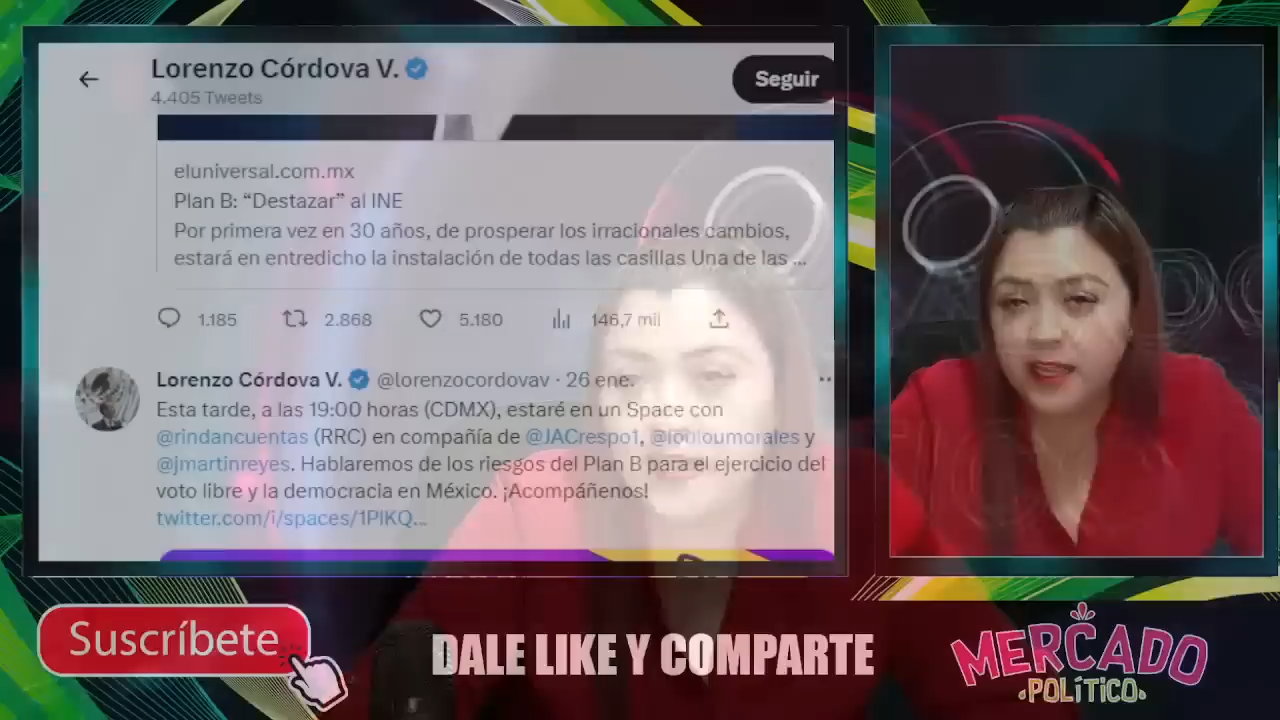 Lorenzo Córdova V.
4.405 Tweets
Seguir
eluniversal.com.mx
Plan B: “Destazar” al INE
Por primera vez en 30 años, de prosperar los irracionales cambios,
estará en entredicho la instalación de todas las casillas Una de las ...
1.185 2.868 5.180 146,7 mil
Lorenzo Córdova V. @lorenzocordovav · 26 ene.
Esta tarde, a las 19:00 horas (CDMX), estaré en un Space con
@rindancuentas (RRC) en compañía de @JACrespo1, @louloumorales y
@jmartinreyes. Hablaremos de los riesgos del Plan B para el ejercicio del
voto libre y la democracia en México. ¡Acompáñenos!
twitter.com/i/spaces/1PIKQ...
Suscríbete
DALE LIKE Y COMPARTE
MERCADO
POLÍTICO